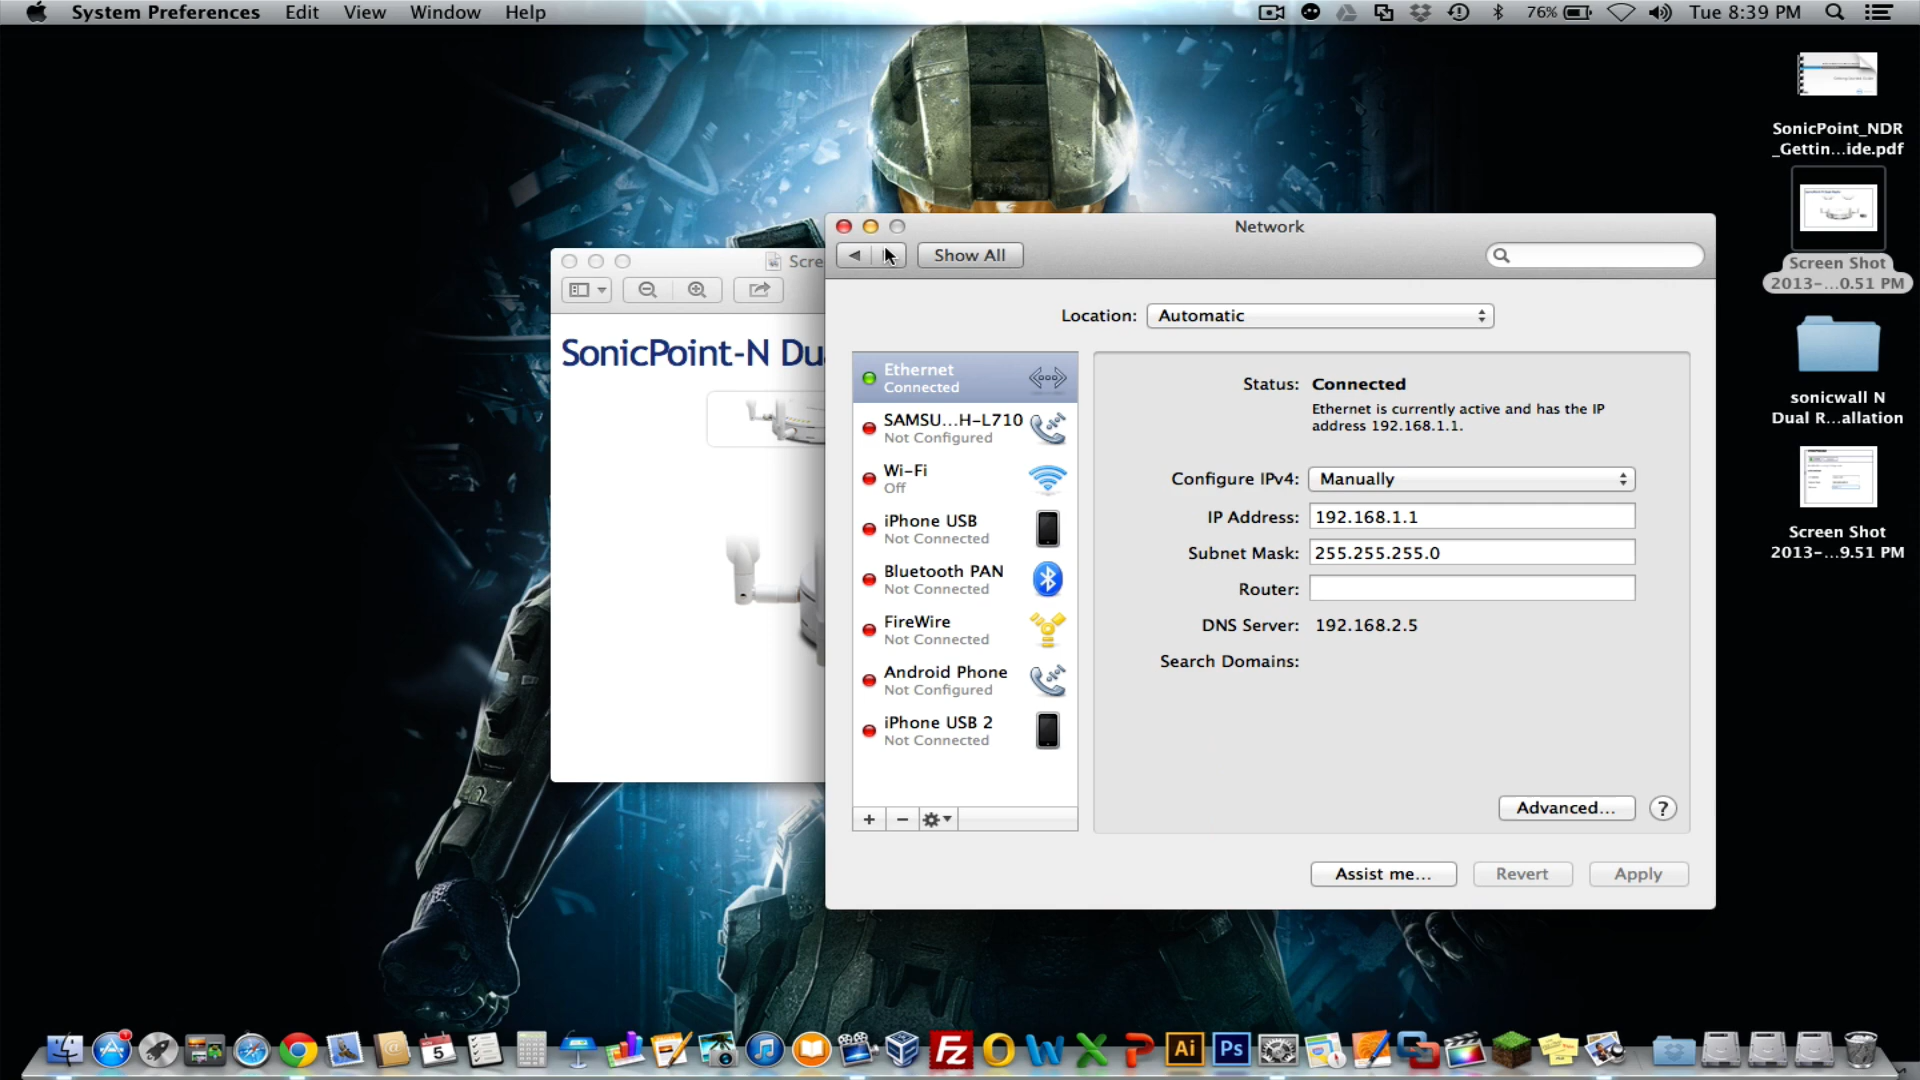 System Preferences Edit View Window Help
76% Tue 8:39 PM
SonicPoint_NDR
_Gettin...ide.pdf
Screen Shot
2013-...0.51 PM
sonicwall N
Dual R...allation
Screen Shot
2013-...9.51 PM
Scre
SonicPoint-N Du
Network
Show All
Location: Automatic
Ethernet
Connected
SAMSU...H-L710
Not Configured
Wi-Fi
Off
iPhone USB
Not Connected
Bluetooth PAN
Not Connected
FireWire
Not Connected
Android Phone
Not Configured
iPhone USB 2
Not Connected
Status: Connected
Ethernet is currently active and has the IP
address 192.168.1.1.
Configure IPv4: Manually
IP Address: 192.168.1.1
Subnet Mask: 255.255.255.0
Router:
DNS Server: 192.168.2.5
Search Domains:
Advanced... ?
Assist me... Revert Apply
5
Fz
Ai
Ps